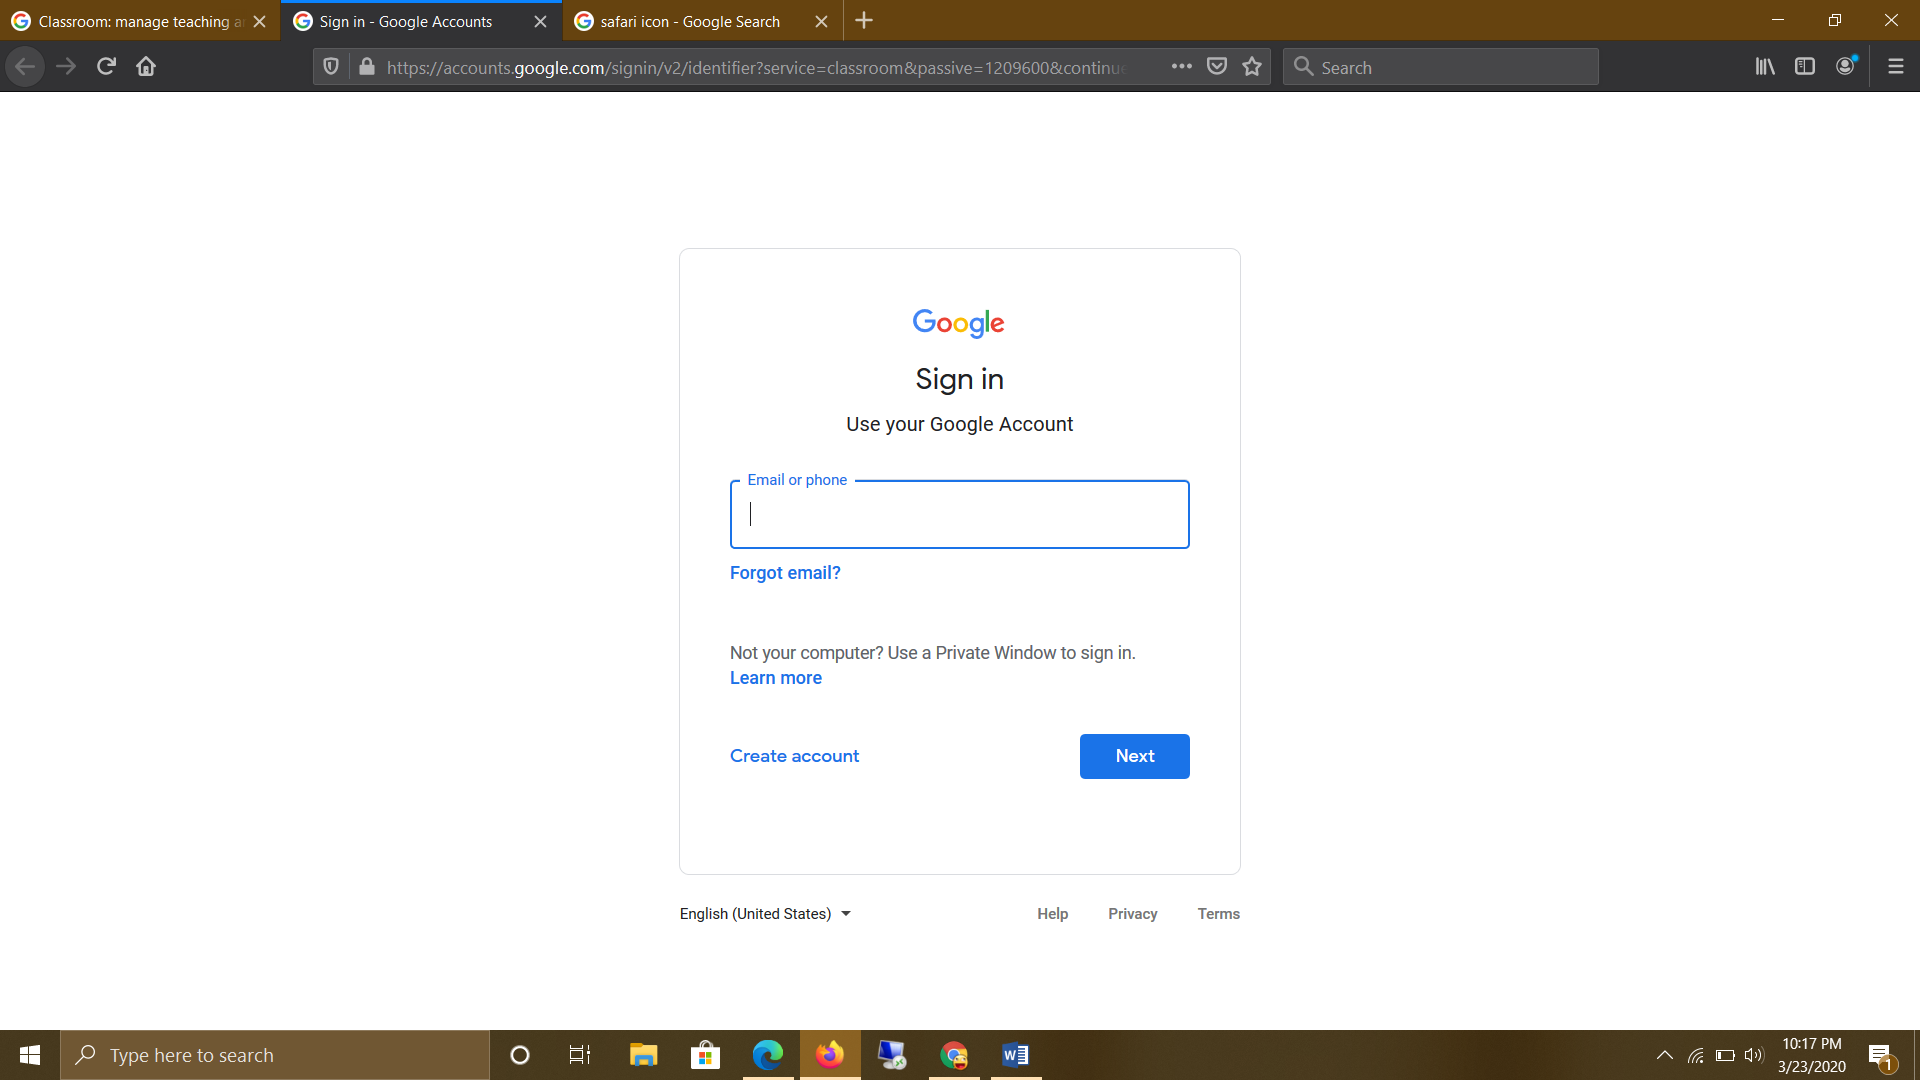 Classroom: manage teaching a
Sign in - Google Accounts
safari icon - Google Search
https://accounts.google.com/signin/v2/identifier?service=classroom&passive=1209600&continue
Search
Google
Sign in
Use your Google Account
Email or phone
Forgot email?
Not your computer? Use a Private Window to sign in.
Learn more
Create account
Next
English (United States)
Help
Privacy
Terms
Type here to search
W
10:17 PM
3/23/2020
1